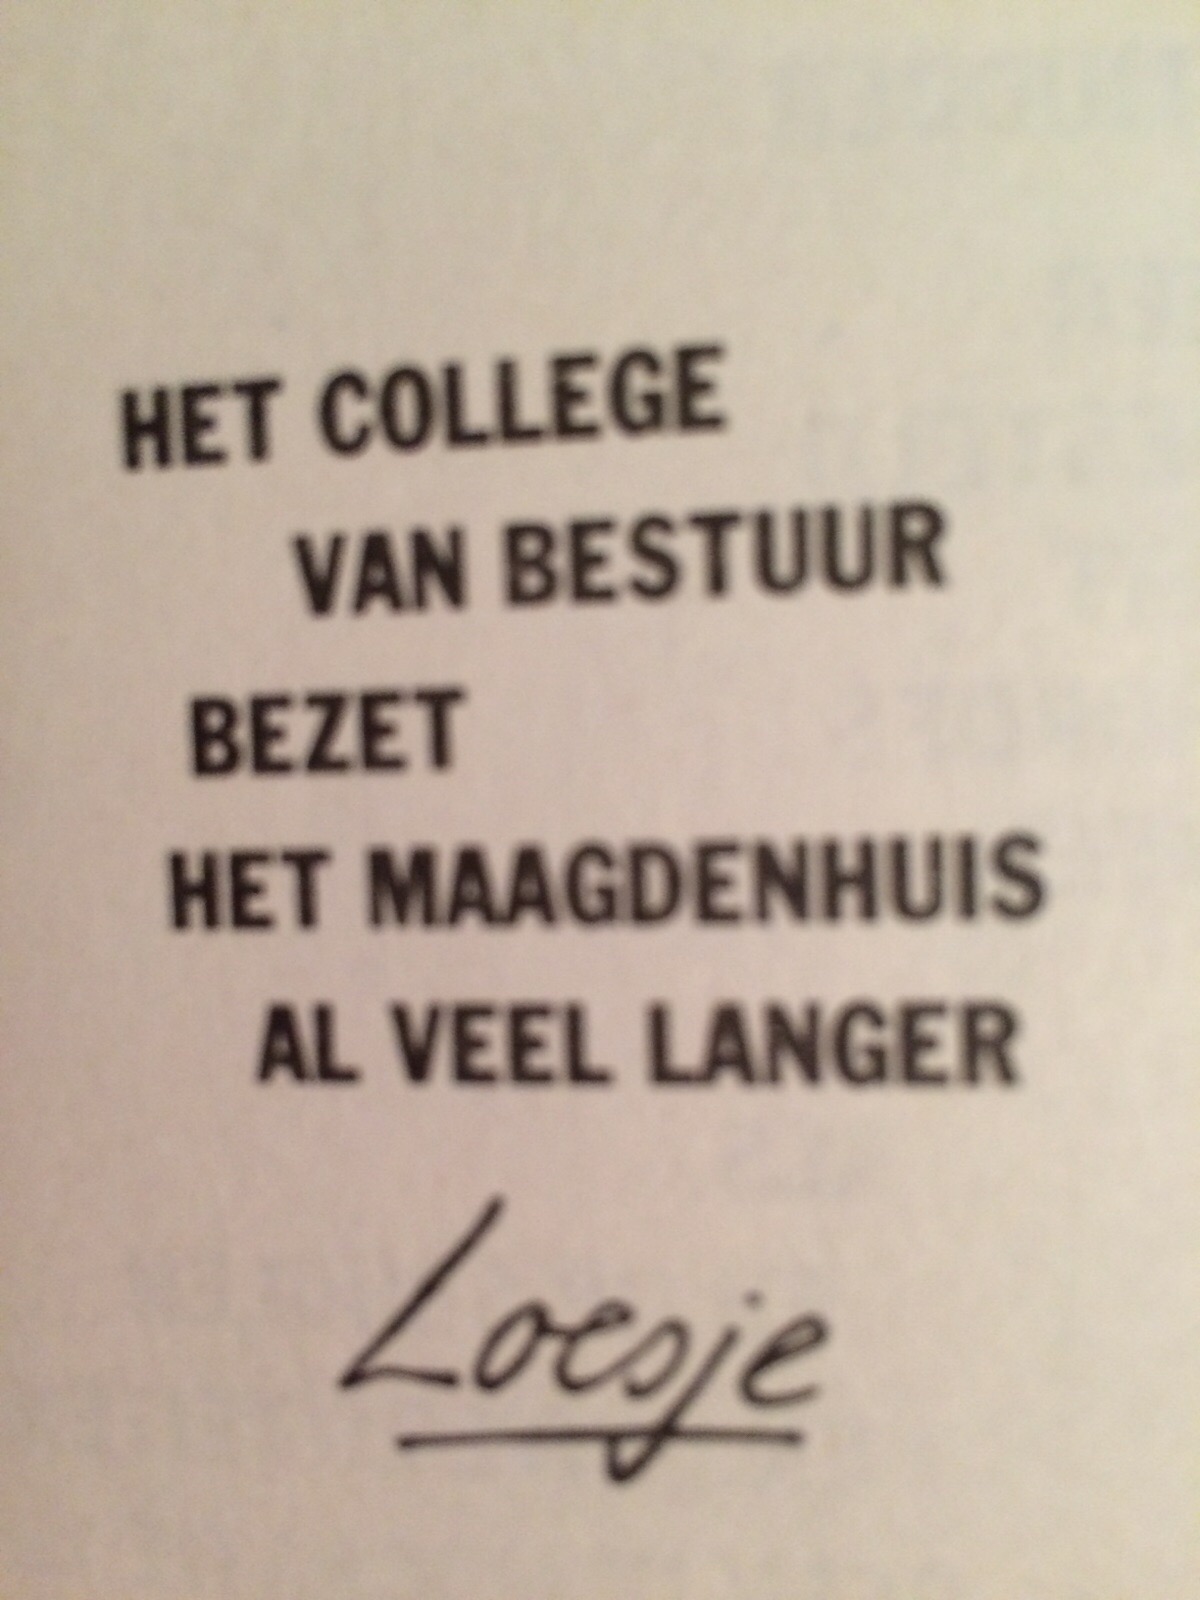 HET COLLEGE
VAN BESTUUR
BEZET
HET MAAGDENHUIS
AL VEEL LANGER
Loesje